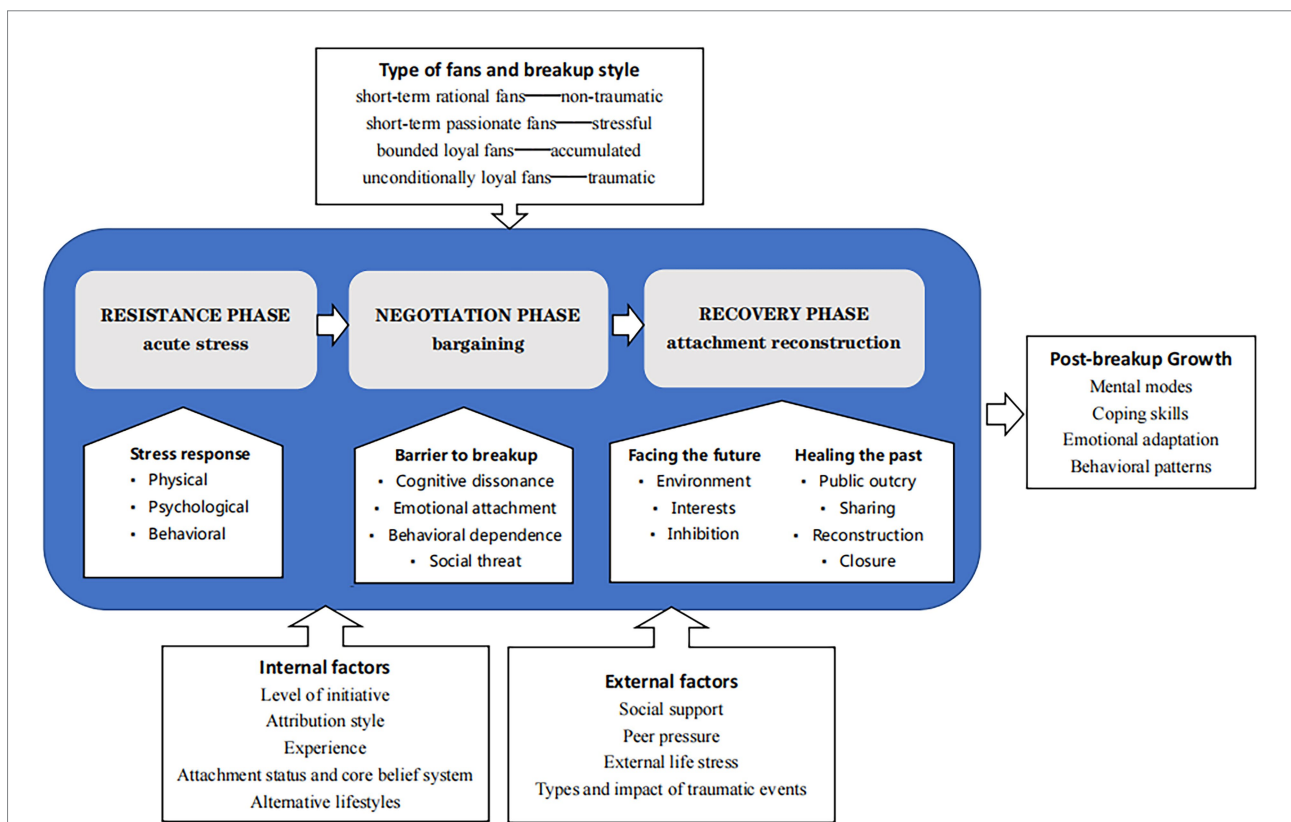 Type of fans and breakup style
short-term rational fans——non-traumatic
short-term passionate fans——stressful
bounded loyal fans——accumulated
unconditionally loyal fans——traumatic
RESISTANCE PHASE
acute stress
NEGOTIATION PHASE
bargaining
RECOVERY PHASE
attachment reconstruction
Stress response
• Physical
• Psychological
• Behavioral
Barrier to breakup
• Cognitive dissonance
• Emotional attachment
• Behavioral dependence
• Social threat
Facing the future
• Environment
• Interests
• Inhibition
Healing the past
• Public outcry
• Sharing
• Reconstruction
• Closure
Post-breakup Growth
Mental modes
Coping skills
Emotional adaptation
Behavioral patterns
Internal factors
Level of initiative
Attribution style
Experience
Attachment status and core belief system
Alternative lifestyles
External factors
Social support
Peer pressure
External life stress
Types and impact of traumatic events